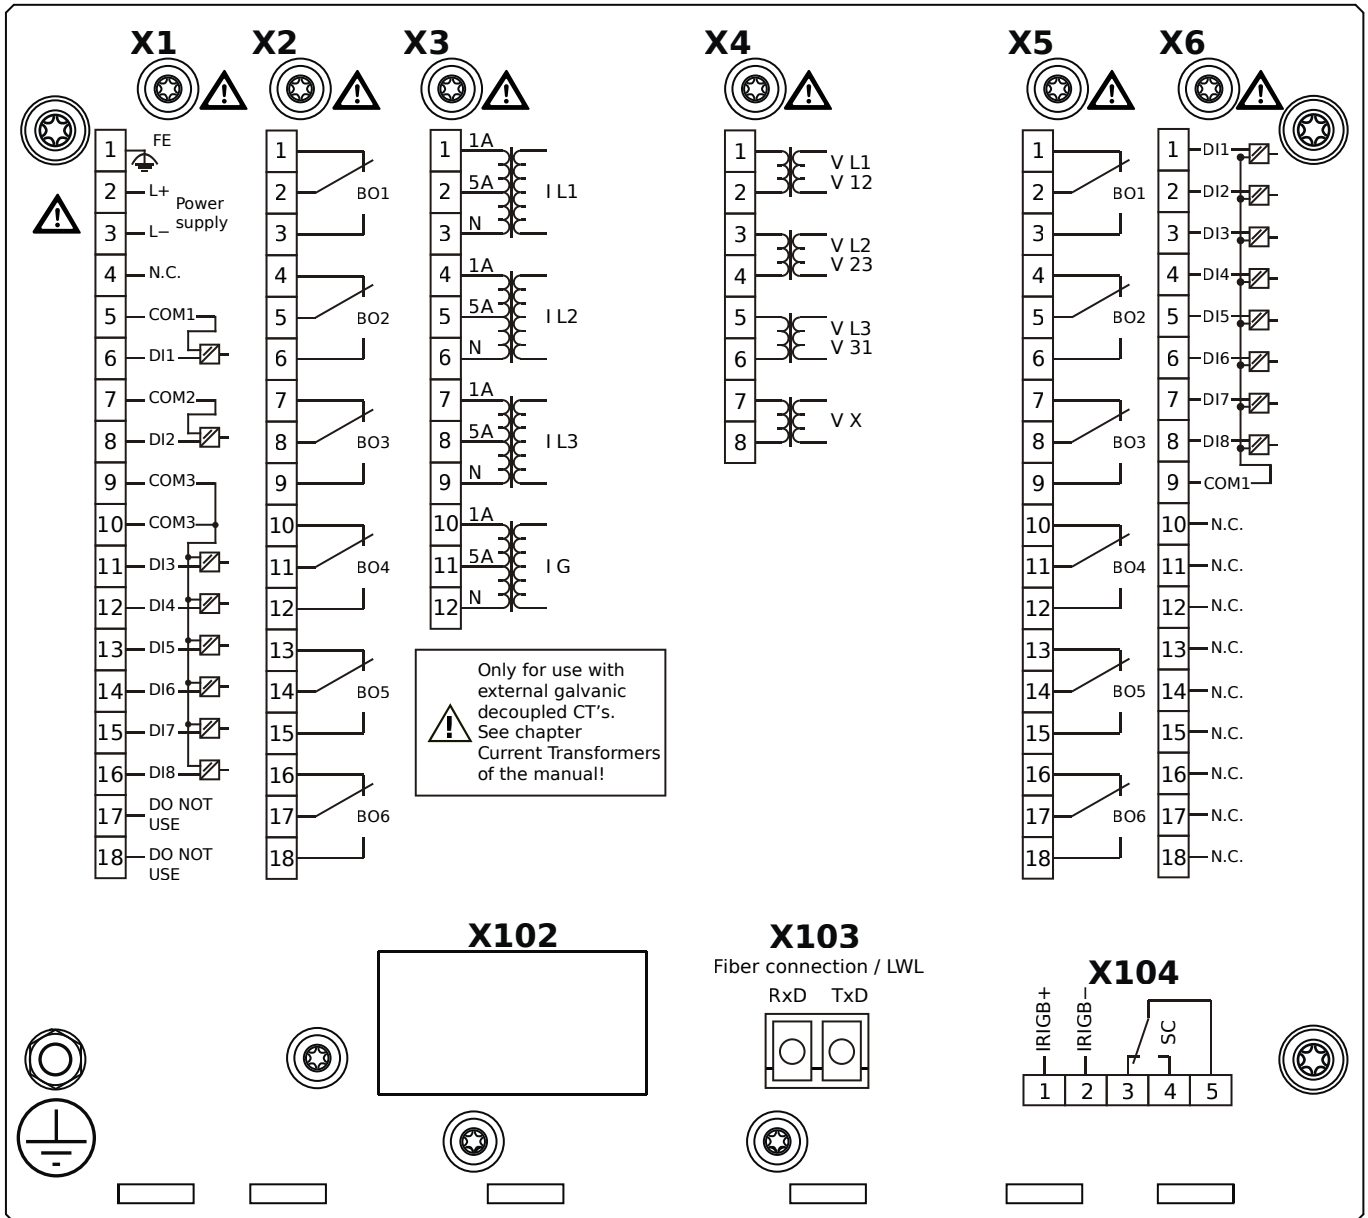 X1 X2 X3 X4 X5 X6
1 FE
2 L+
Power
supply
3 L−
4 N.C.
5 COM1
6 DI1
7 COM2
8 DI2
9 COM3
10 COM3
11 DI3
12 DI4
13 DI5
14 DI6
15 DI7
16 DI8
17 DO NOT
USE
18 DO NOT
USE
1
2 BO1
3
4
5 BO2
6
7
8 BO3
9
10
11 BO4
12
13
14 BO5
15
16
17 BO6
18
1 1A
2 5A I L1
3 N
4 1A
5 5A I L2
6 N
7 1A
8 5A I L3
9 N
10 1A
11 5A I G
12 N
Only for use with
external galvanic
decoupled CT's.
See chapter
Current Transformers
of the manual!
1 V L1
2 V 12
3 V L2
4 V 23
5 V L3
6 V 31
7 V X
8
1
2 BO1
3
4
5 BO2
6
7
8 BO3
9
10
11 BO4
12
13
14 BO5
15
16
17 BO6
18
1 DI1
2 DI2
3 DI3
4 DI4
5 DI5
6 DI6
7 DI7
8 DI8
9 COM1
10 N.C.
11 N.C.
12 N.C.
13 N.C.
14 N.C.
15 N.C.
16 N.C.
17 N.C.
18 N.C.
X102
X103
Fiber connection / LWL
RxD TxD
X104
IRIGB+
IRIGB−
SC
1 2 3 4 5